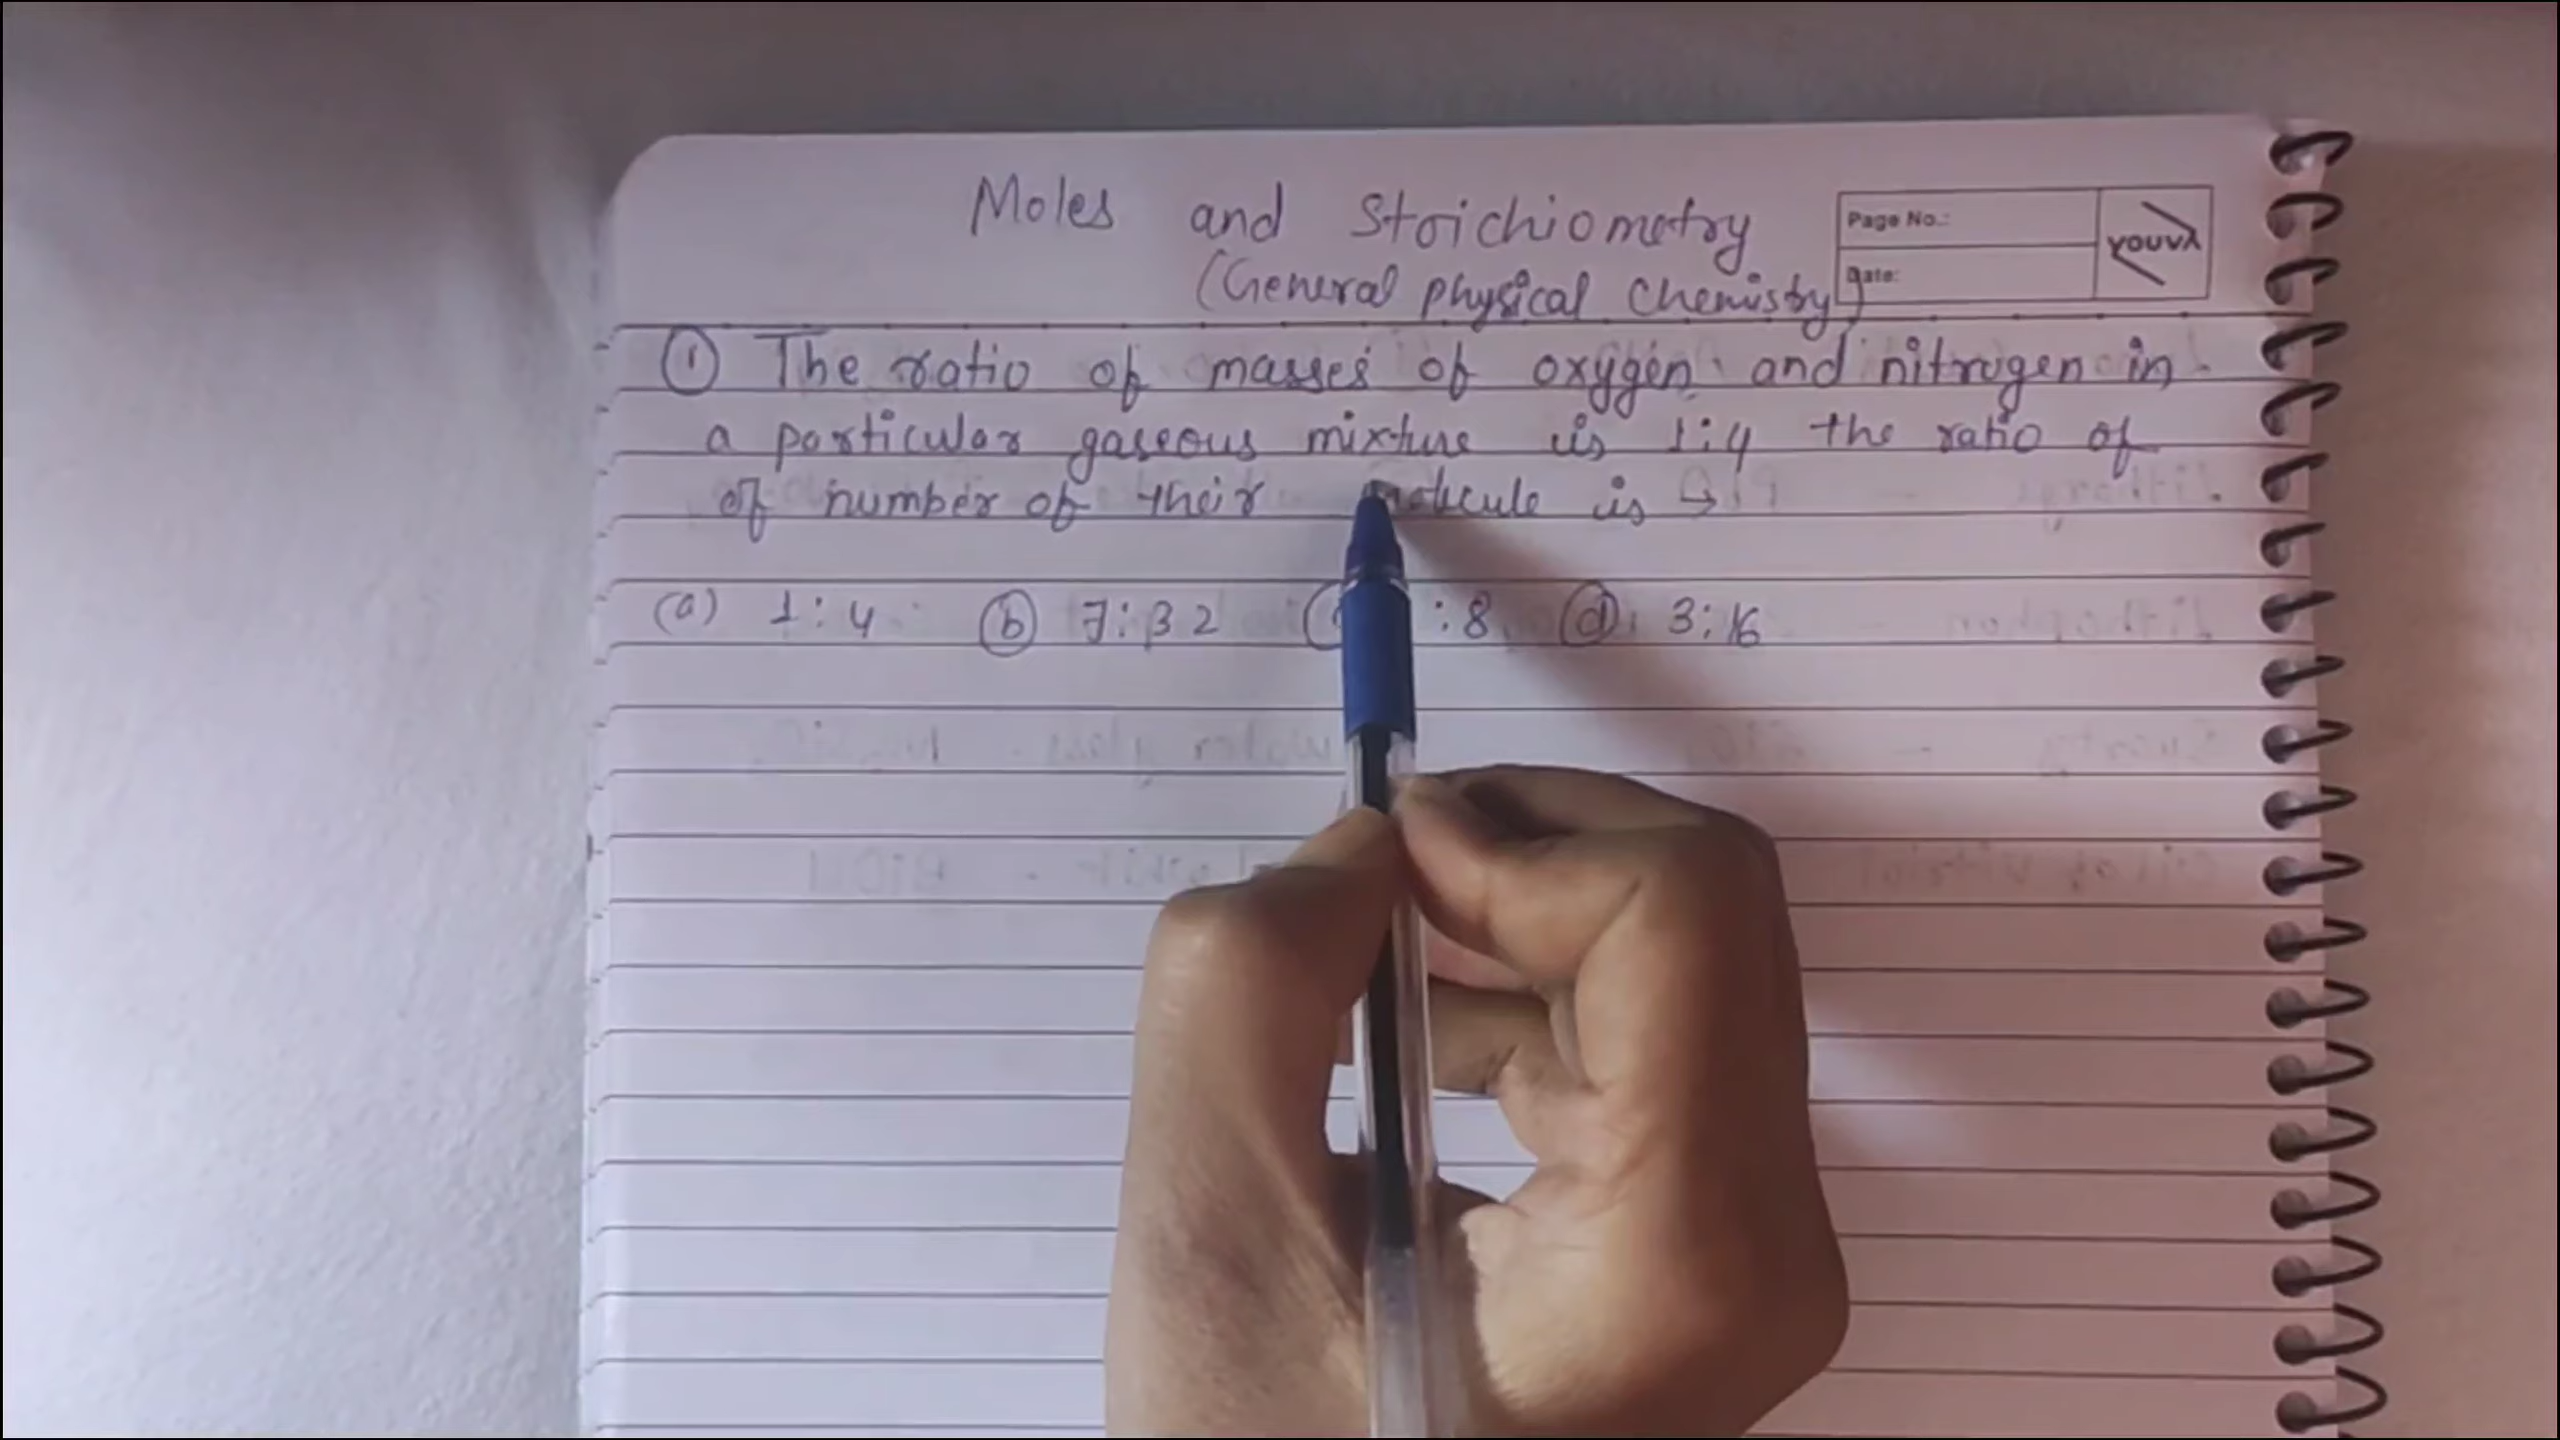 Moles and Stoichiometry
(General physical Chemistry)
Page No.:
Date:
youva
① The ratio of masses of oxygen and nitrogen in
a particular gaseous mixture is 1:4 the ratio of
of number of their is →
(a) 1:4 ⓑ 7:32 :8 ⓓ 3:16